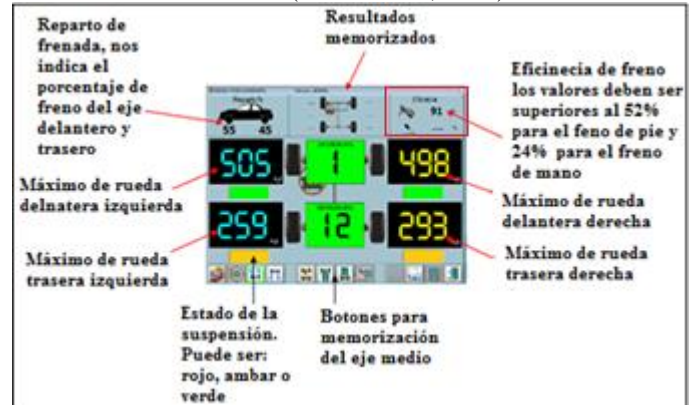 Reparto de
frenada, nos
indica el
porcentaje de
freno del eje
delantero y
trasero
Resultados
memorizados
Eficinecia de freno
los valores deben ser
superiores al 52%
para el feno de pie y
24% para el freno
de mano
91
55 45
505 1 498
Máximo de rueda
delnatera izquierda
Máximo de rueda
delantera derecha
259 12 293
Máximo de rueda
trasera izquierda
Máximo de rueda
trasera derecha
Estado de la
suspensión.
Puede ser:
rojo, ambar o
verde
Botones para
memorización
del eje medio